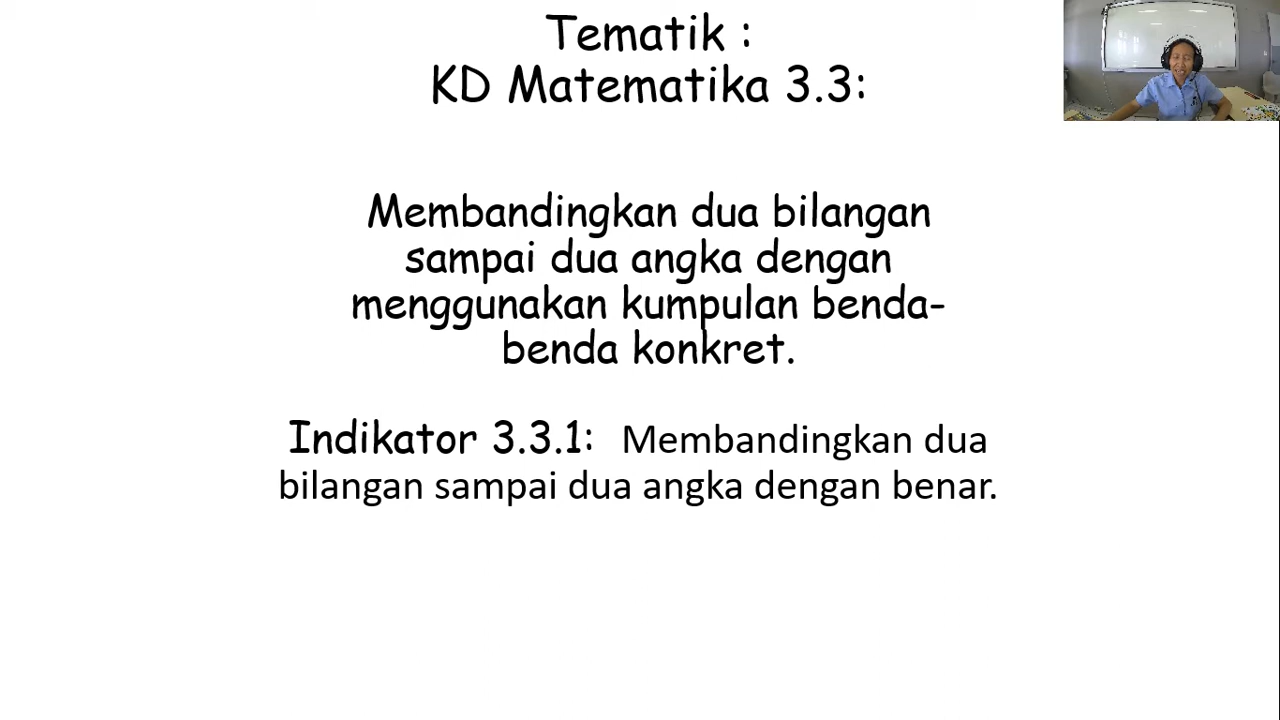 Tematik :
KD Matematika 3.3:
Membandingkan dua bilangan
sampai dua angka dengan
menggunakan kumpulan benda-
benda konkret.
Indikator 3.3.1: Membandingkan dua
bilangan sampai dua angka dengan benar.